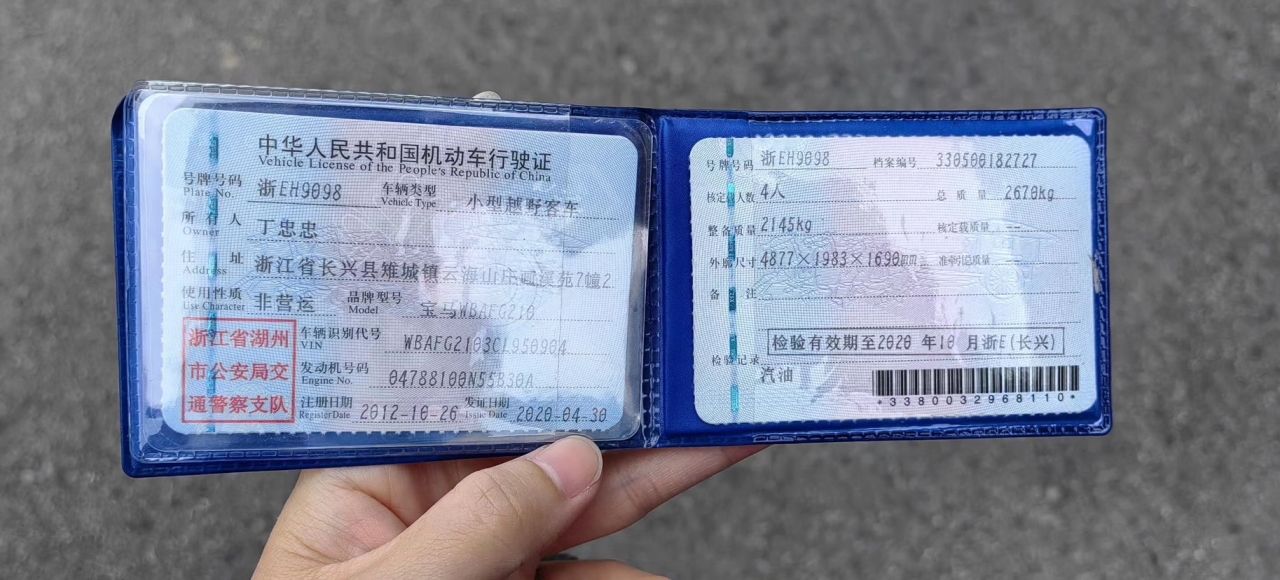 中华人民共和国机动车行驶证
Vehicle License of the People's Republic of China
号牌号码 浙EH9098 车辆类型 小型越野客车
Plate No. Vehicle Type
所有人 丁忠忠
Owner
住址 浙江省长兴县雉城镇云海山庄画溪苑7幢2
Address
使用性质 非营运 品牌型号 宝马WBAFG210
Use Character Model
浙江省湖州
市公安局交
通警察支队
车辆识别代号 WBAFG2103CL950904
VIN
发动机号码 04788100N55B30A
Engine No.
注册日期 2012-10-26 发证日期 2020-04-30
Register Date Issue Date
号牌号码 浙EH9098 档案编号 330500182727
核定载人数 4人 总质量 2670kg
整备质量 2145kg 核定载质量 --
外廓尺寸 4877×1983×1690mm 准牵引总质量 --
备注
检验有效期至2020年10月浙E(长兴)
检验记录
汽油
*3380032968110*